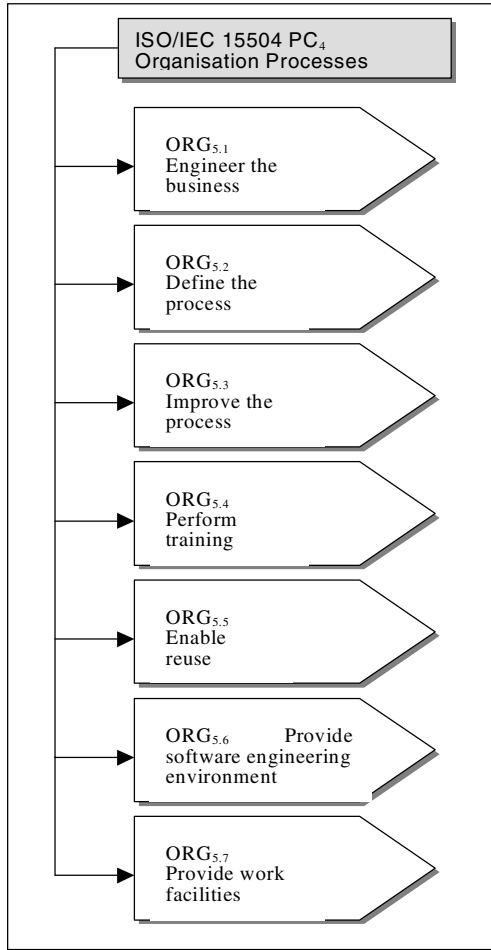 ISO/IEC 15504 PC₄
Organisation Processes
ORG₅.₁
Engineer the
business
ORG₅.₂
Define the
process
ORG₅.₃
Improve the
process
ORG₅.₄
Perform
training
ORG₅.₅
Enable
reuse
ORG₅.₆ Provide
software engineering
environment
ORG₅.₇
Provide work
facilities